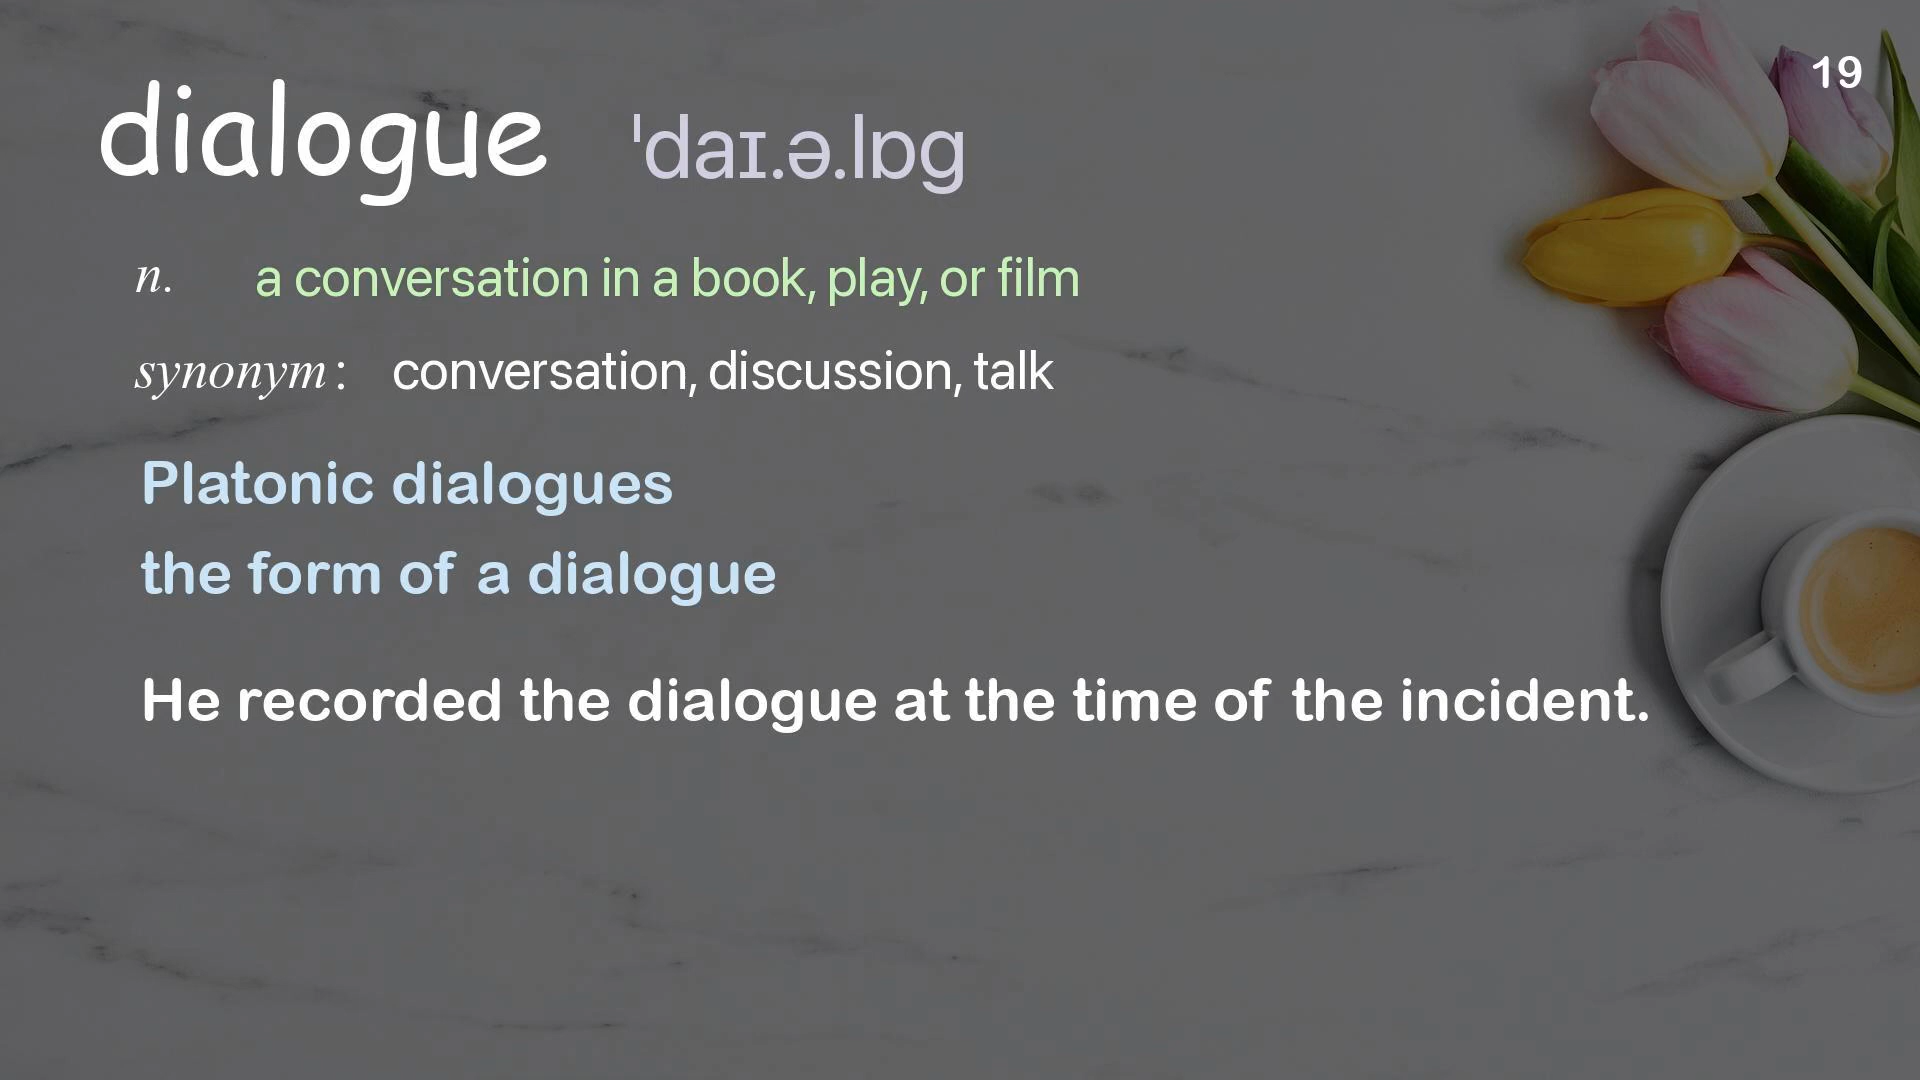 19
dialogue ˈdaɪ.ə.lɒg
n. a conversation in a book, play, or film
synonym: conversation, discussion, talk
Platonic dialogues
the form of a dialogue
He recorded the dialogue at the time of the incident.